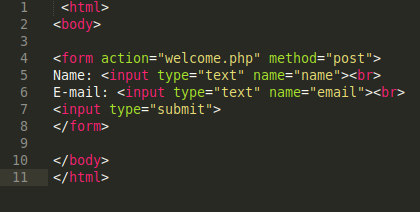 1 <html>
2 <body>
3
4 <form action="welcome.php" method="post">
5 Name: <input type="text" name="name"><br>
6 E-mail: <input type="text" name="email"><br>
7 <input type="submit">
8 </form>
9
10 </body>
11 </html>